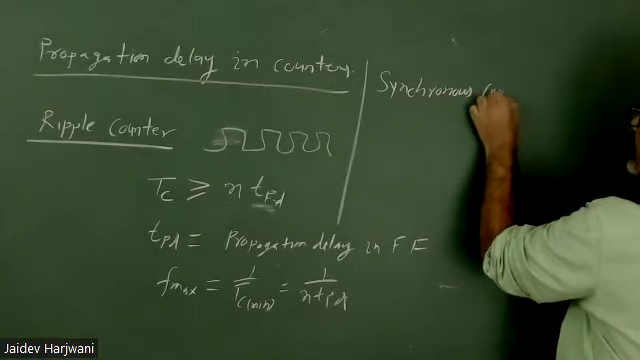 Propagation delay in counters.
Ripple Counter
Tc ≥ n tpd
tpd = Propagation delay in FF
fmax = 1/Tc(min) = 1/ntpd
Synchronous
Jaidev Harjwani